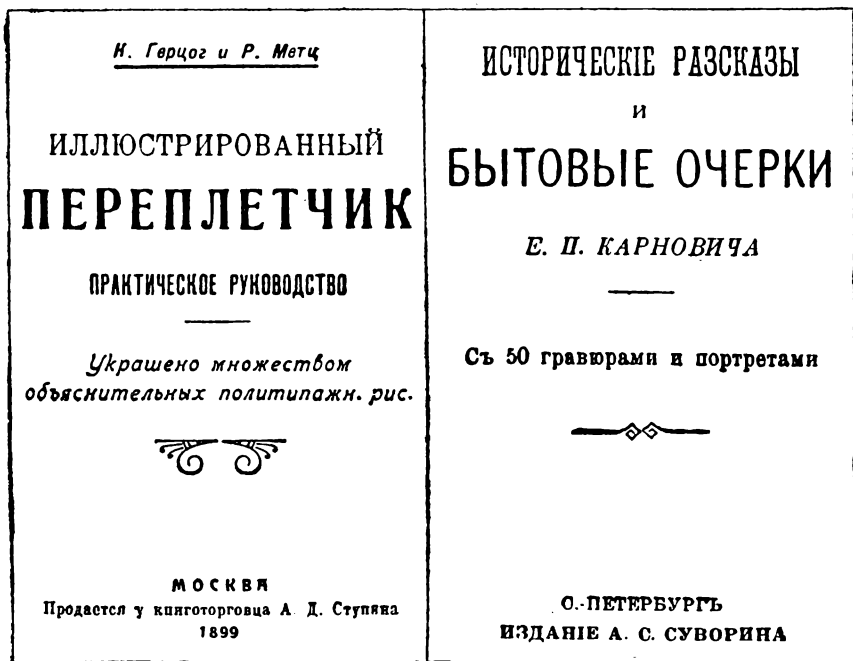 К. Герцог и Р. Метц
ИЛЛЮСТРИРОВАННЫЙ
ПЕРЕПЛЕТЧИК
ПРАКТИЧЕСКОЕ РУКОВОДСТВО
Украшено множеством
объяснительных политипажн. рис.
МОСКВА
Продается у книготорговца А. Д. Ступина
1899
ИСТОРИЧЕСКІЕ РАЗСКАЗЫ
И
БЫТОВЫЕ ОЧЕРКИ
Е. П. КАРНОВИЧА
Съ 50 гравюрами и портретами
С.-ПЕТЕРБУРГЪ
ИЗДАНІЕ А. С. СУВОРИНА